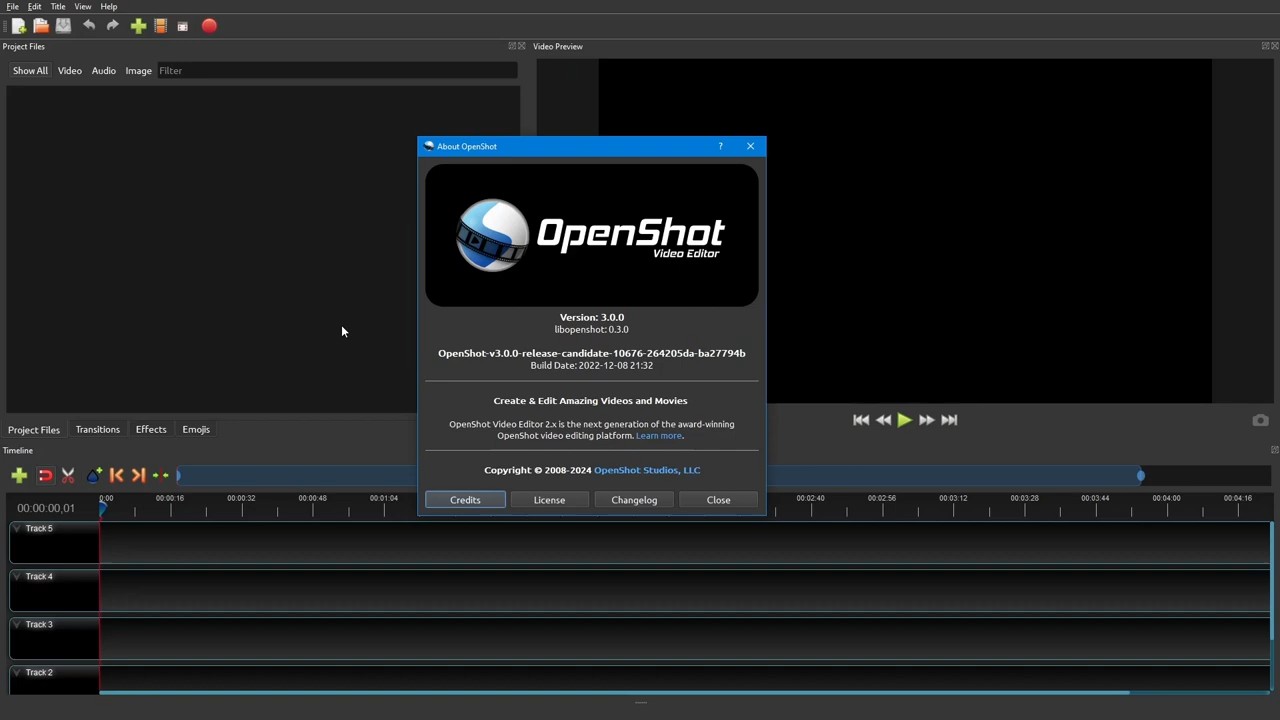 File Edit Title View Help
Project Files
Video Preview
Show All Video Audio Image Filter
About OpenShot
?
OpenShot
Video Editor
Version: 3.0.0
libopenshot: 0.3.0
OpenShot-v3.0.0-release-candidate-10676-264205da-ba27794b
Build Date: 2022-12-08 21:32
Create & Edit Amazing Videos and Movies
OpenShot Video Editor 2.x is the next generation of the award-winning
OpenShot video editing platform. Learn more.
Copyright © 2008-2024 OpenShot Studios, LLC
Credits License Changelog Close
Project Files Transitions Effects Emojis
Timeline
00:00:00,01
0:00 00:00:16 00:00:32 00:00:48 00:01:04 00:02:40 00:02:56 00:03:12 00:03:28 00:03:44 00:04:00 00:04:16
Track 5
Track 4
Track 3
Track 2